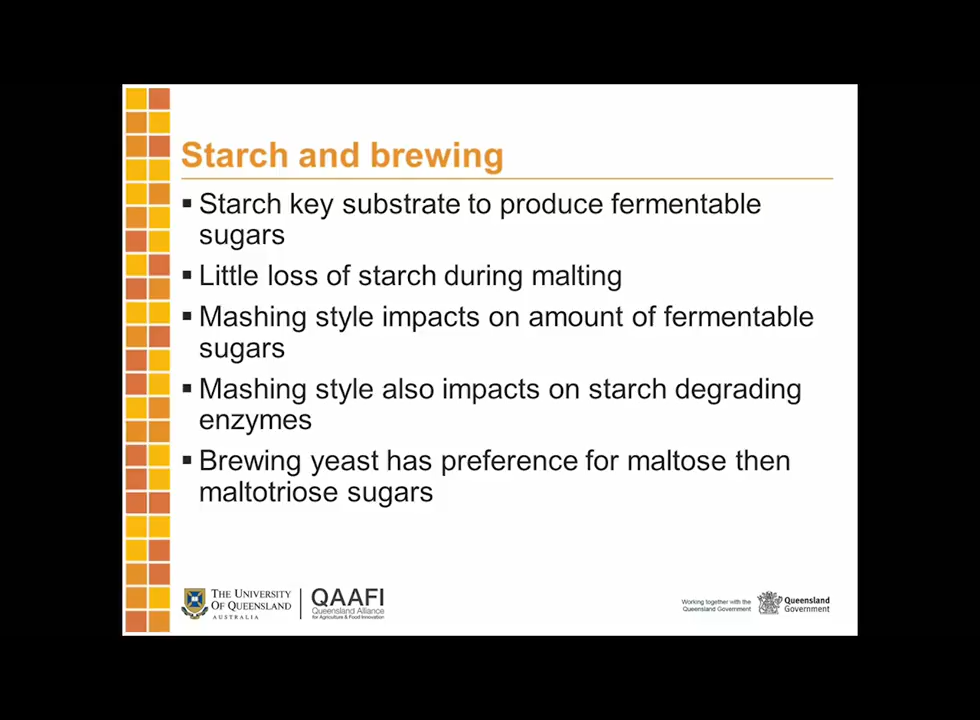 Starch and brewing
▪ Starch key substrate to produce fermentable
sugars
▪ Little loss of starch during malting
▪ Mashing style impacts on amount of fermentable
sugars
▪ Mashing style also impacts on starch degrading
enzymes
▪ Brewing yeast has preference for maltose then
maltotriose sugars
THE UNIVERSITY
OF QUEENSLAND
AUSTRALIA
QAAFI
Queensland Alliance
for Agriculture & Food Innovation
Working together with the
Queensland Government
Queensland
Government